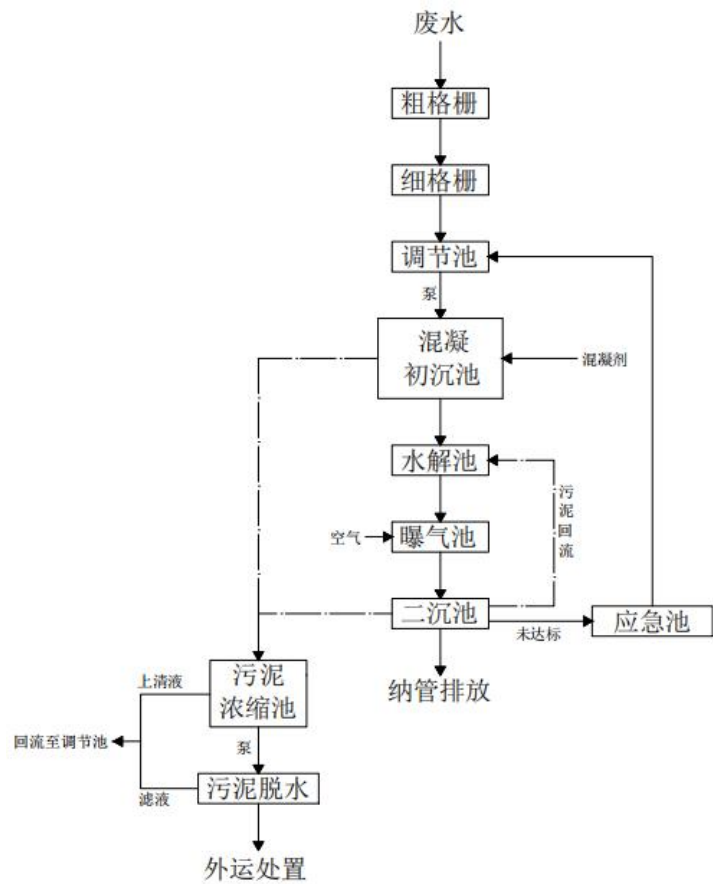 废水
粗格栅
细格栅
调节池
泵
混凝
初沉池
混凝剂
水解池
污
泥
回
流
空气
曝气池
二沉池
未达标
应急池
纳管排放
上清液
污泥
浓缩池
回流至调节池
泵
滤液
污泥脱水
外运处置